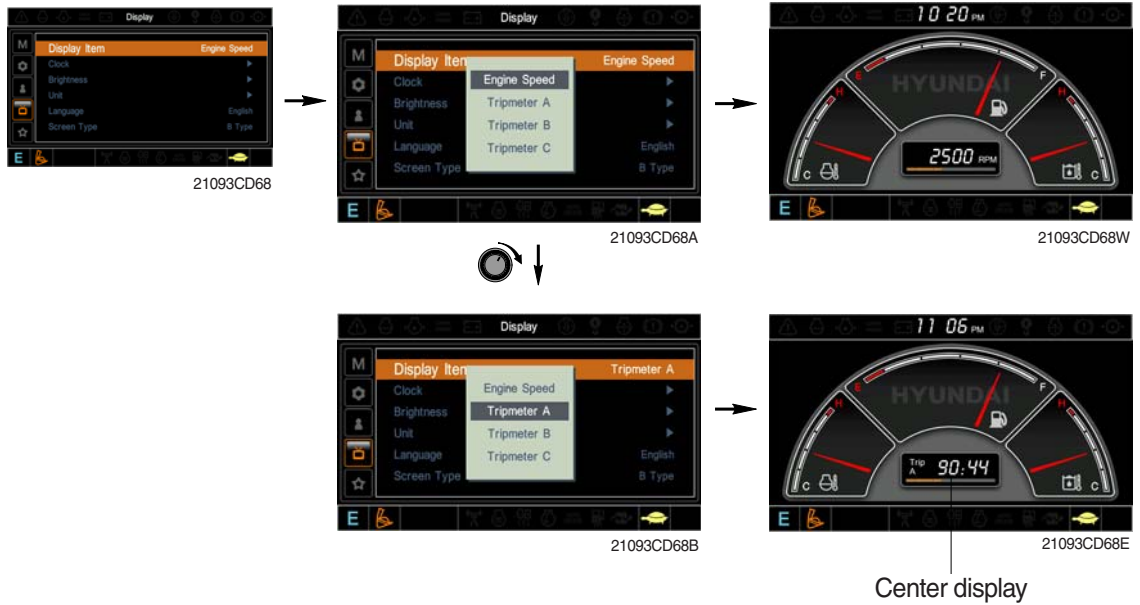 Display
M
Display Item Engine Speed
Clock
Brightness
Unit
Language English
Screen Type B Type
E
21093CD68
Display
M
Display Item Engine Speed
Clock
Brightness
Unit
Language English
Screen Type B Type
Engine Speed
Tripmeter A
Tripmeter B
Tripmeter C
E
21093CD68A
10 20 PM
HYUNDAI
E F
H H
C C
2500 RPM
E
21093CD68W
Display
M
Display Item Tripmeter A
Clock
Brightness
Unit
Language English
Screen Type B Type
Engine Speed
Tripmeter A
Tripmeter B
Tripmeter C
E
21093CD68B
11 06 PM
HYUNDAI
E F
H H
C C
Trip A 90:44
E
21093CD68E
Center display